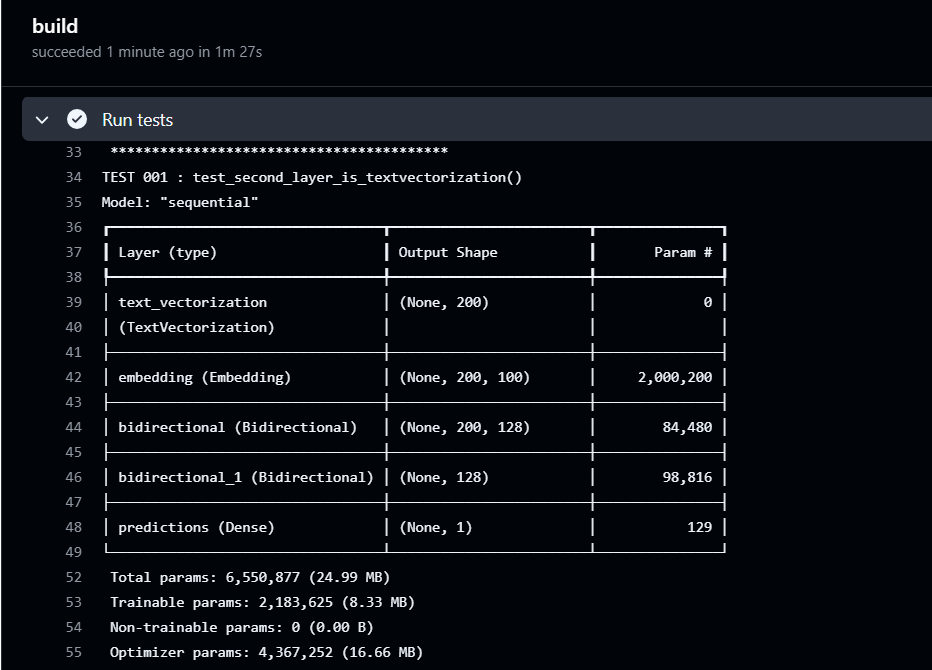 build
succeeded 1 minute ago in 1m 27s
Run tests
33 *****************************************
34 TEST 001 : test_second_layer_is_textvectorization()
35 Model: "sequential"
36
37 Layer (type) Output Shape Param #
38
39 text_vectorization (None, 200) 0
40 (TextVectorization)
41
42 embedding (Embedding) (None, 200, 100) 2,000,200
43
44 bidirectional (Bidirectional) (None, 200, 128) 84,480
45
46 bidirectional_1 (Bidirectional) (None, 128) 98,816
47
48 predictions (Dense) (None, 1) 129
49
52 Total params: 6,550,877 (24.99 MB)
53 Trainable params: 2,183,625 (8.33 MB)
54 Non-trainable params: 0 (0.00 B)
55 Optimizer params: 4,367,252 (16.66 MB)